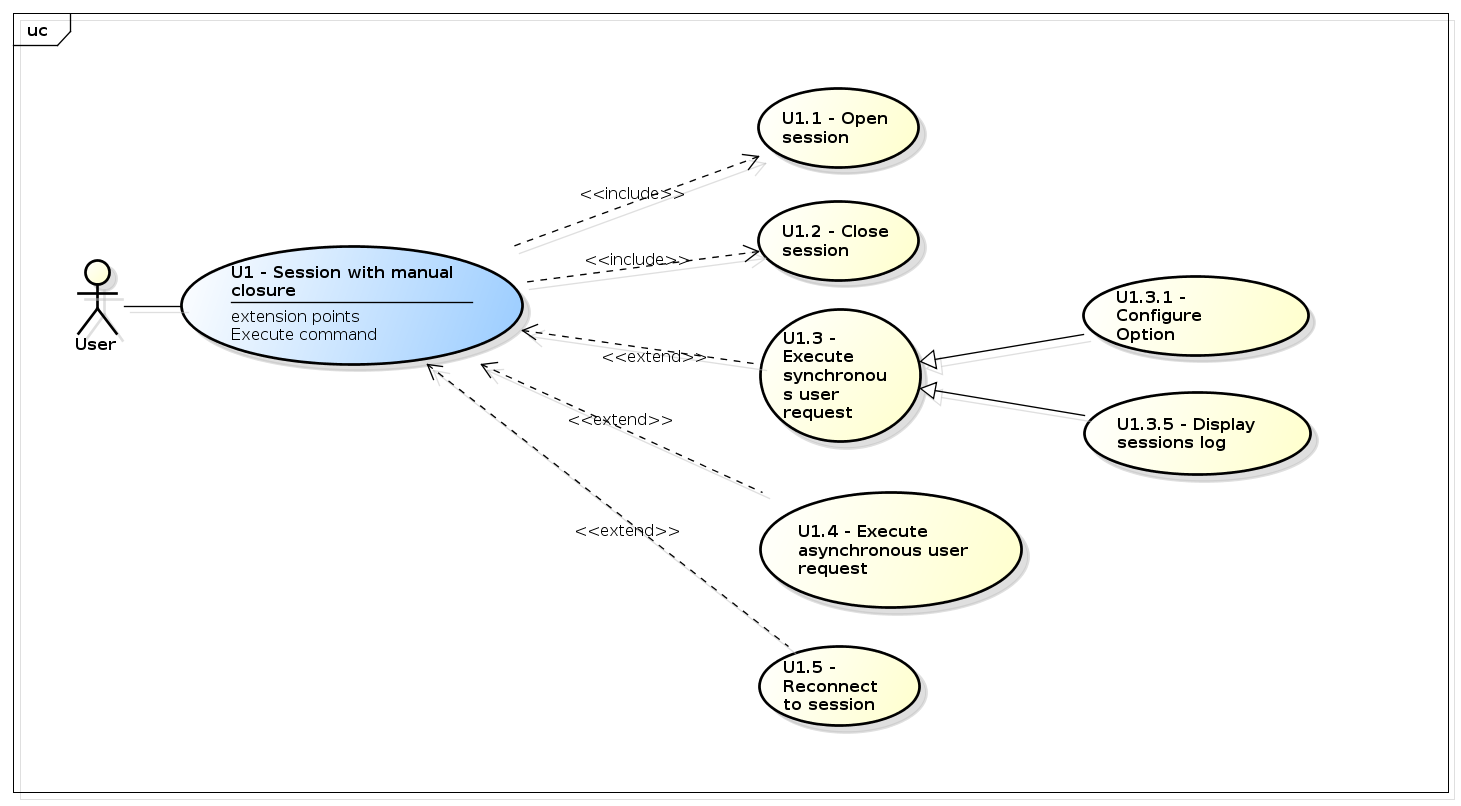 uc
U1.1 - Open
session
<<include>>
U1.2 - Close
session
<<include>>
U1 - Session with manual
closure
extension points
Execute command
User
U1.3 -
Execute
synchronou
s user
request
<<extend>>
U1.3.1 -
Configure
Option
U1.3.5 - Display
sessions log
<<extend>>
U1.4 - Execute
asynchronous user
request
<<extend>>
U1.5 -
Reconnect
to session